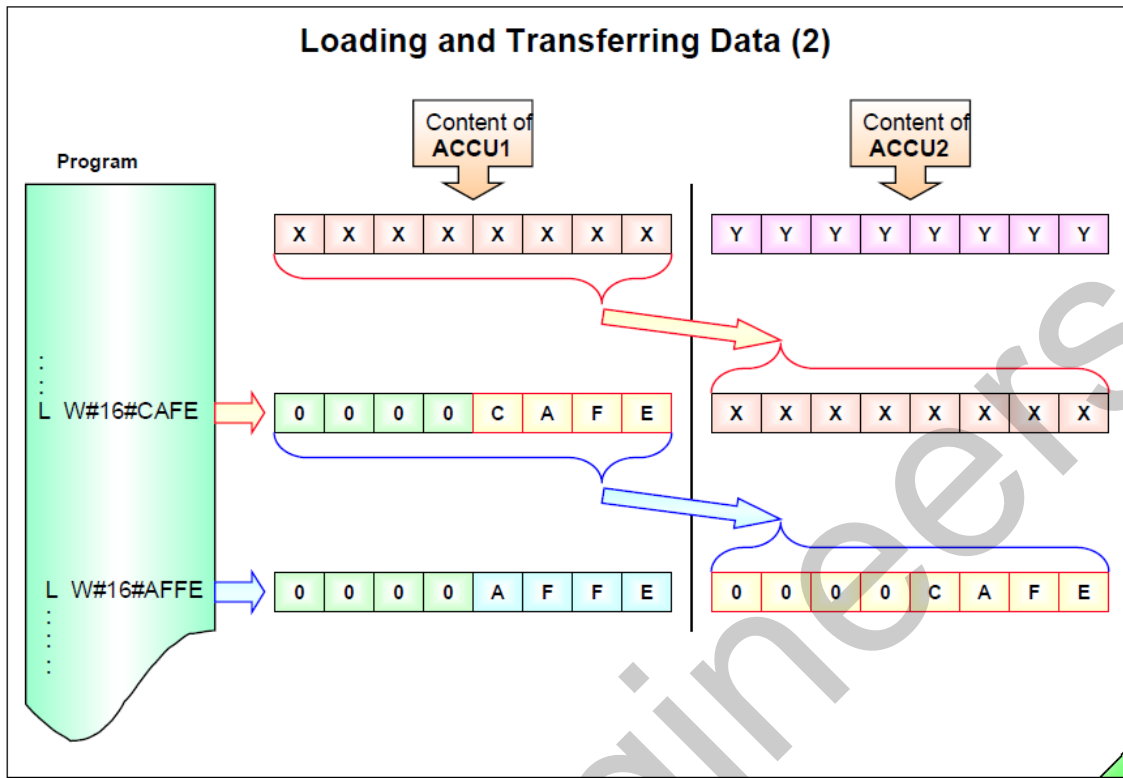 Loading and Transferring Data (2)
Content of
ACCU1
Content of
ACCU2
Program
X X X X X X X X
Y Y Y Y Y Y Y Y
L W#16#CAFE
0 0 0 0 C A F E
X X X X X X X X
L W#16#AFFE
0 0 0 0 A F F E
0 0 0 0 C A F E
gineers